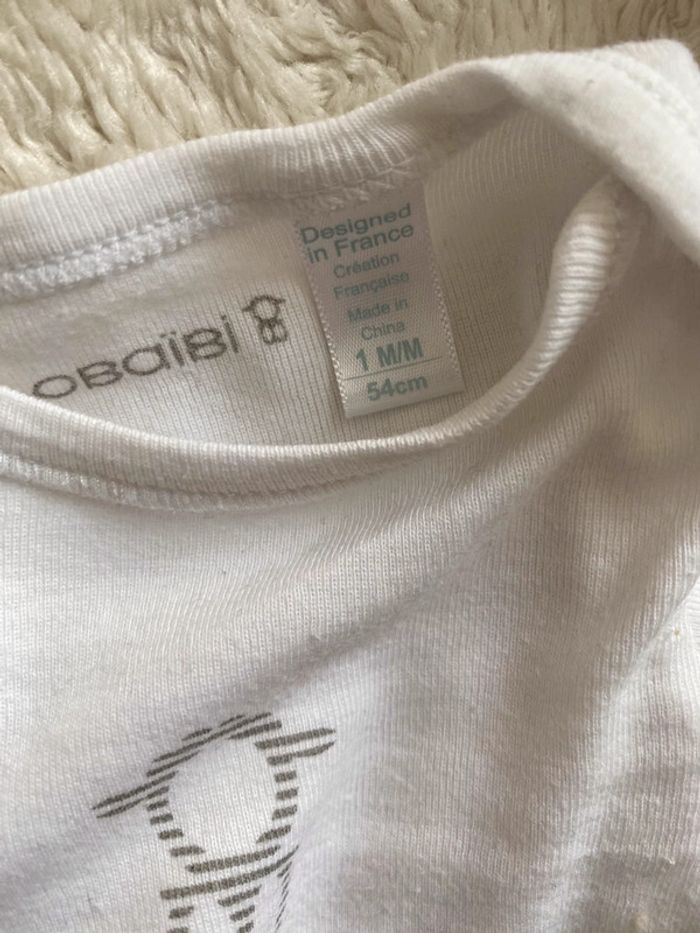 Designed
in France
Création
Française
Made in
China
1 M/M
54cm
OBAÏBI